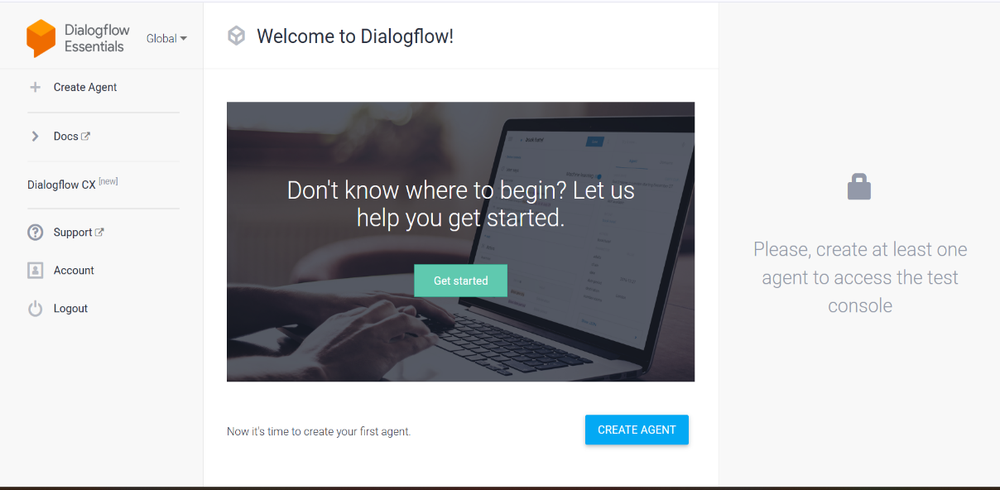 Dialogflow
Essentials
Global
Create Agent
Docs
Dialogflow CX [new]
Support
Account
Logout
Welcome to Dialogflow!
Don't know where to begin? Let us
help you get started.
Get started
Now it's time to create your first agent.
CREATE AGENT
Please, create at least one
agent to access the test
console